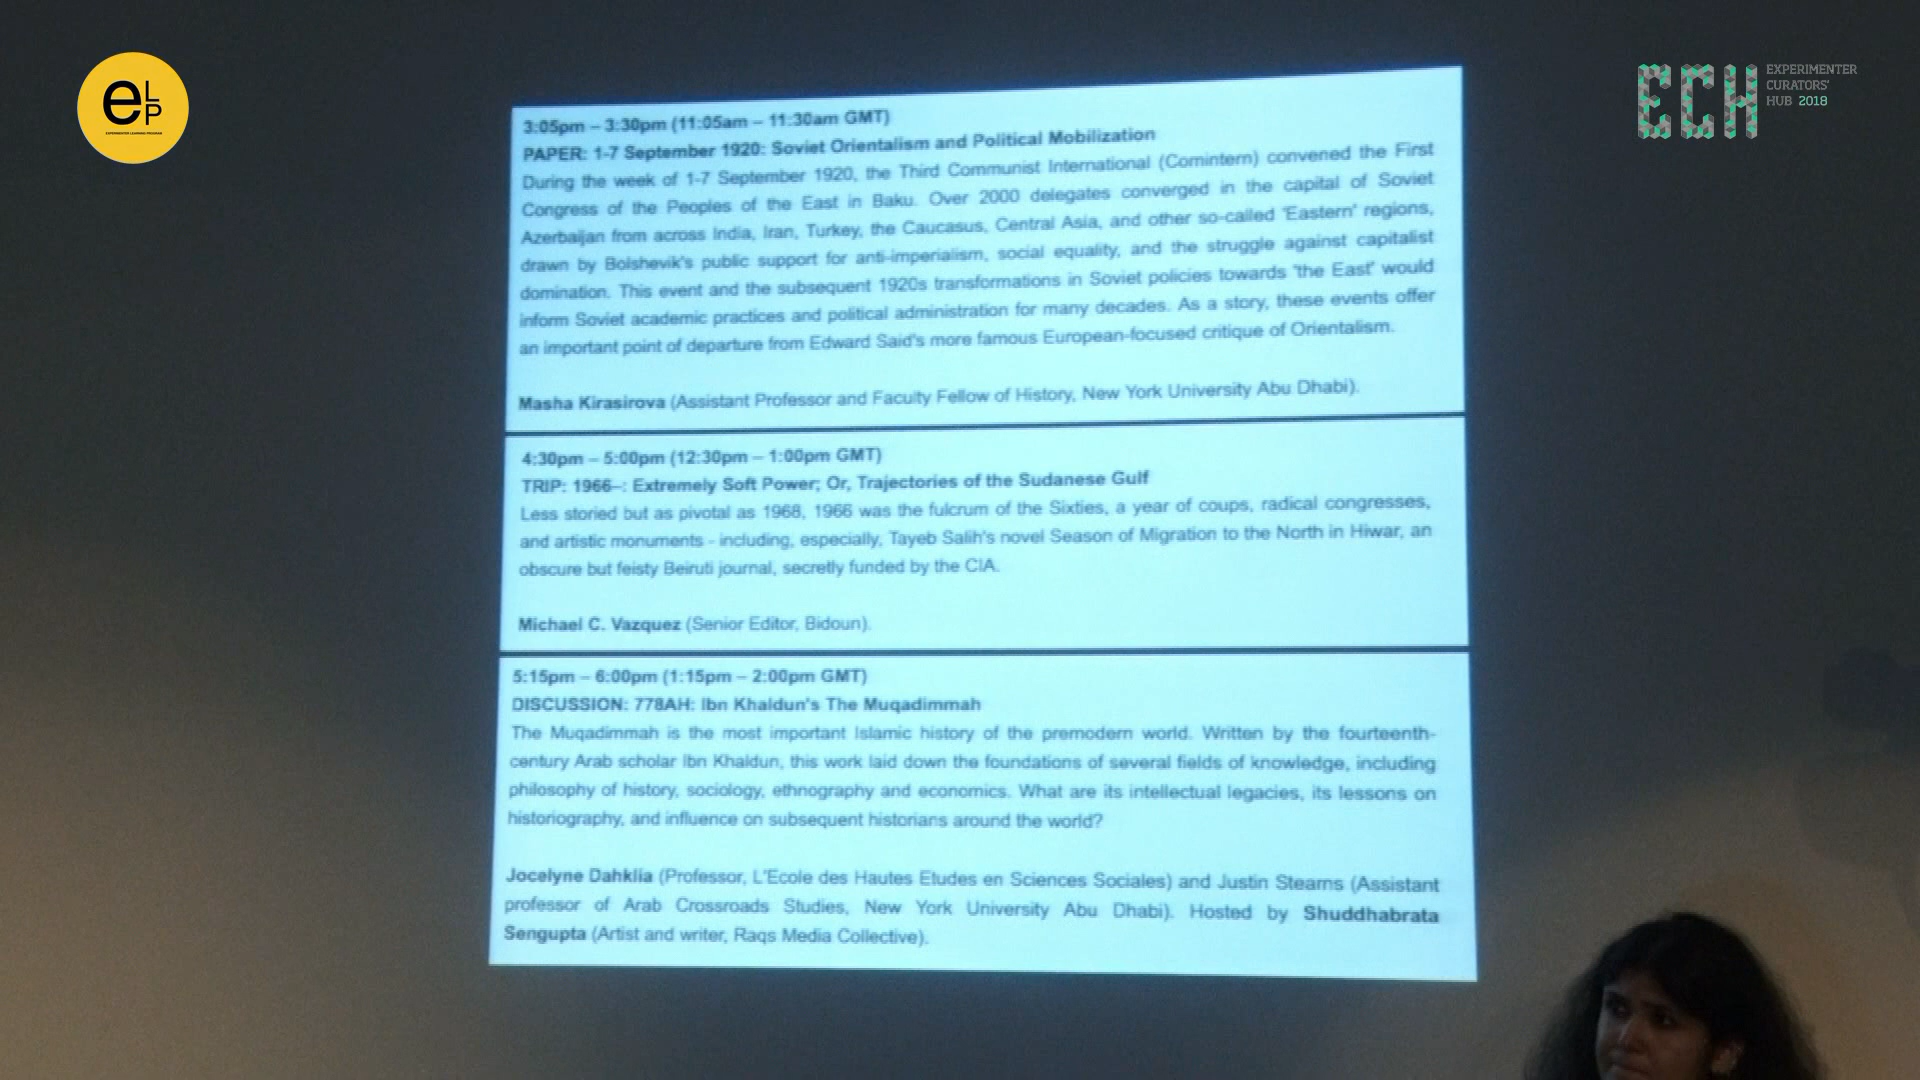 eLP
EXPERIMENTER LEARNING PROGRAM
ECH
EXPERIMENTER
CURATORS'
HUB 2018
3:05pm – 3:30pm (11:05am – 11:30am GMT)
PAPER: 1-7 September 1920: Soviet Orientalism and Political Mobilization
During the week of 1-7 September 1920, the Third Communist International (Comintern) convened the First
Congress of the Peoples of the East in Baku. Over 2000 delegates converged in the capital of Soviet
Azerbaijan from across India, Iran, Turkey, the Caucasus, Central Asia, and other so-called 'Eastern' regions,
drawn by Bolshevik's public support for anti-imperialism, social equality, and the struggle against capitalist
domination. This event and the subsequent 1920s transformations in Soviet policies towards 'the East' would
inform Soviet academic practices and political administration for many decades. As a story, these events offer
an important point of departure from Edward Said's more famous European-focused critique of Orientalism.
Masha Kirasirova (Assistant Professor and Faculty Fellow of History, New York University Abu Dhabi).
4:30pm – 5:00pm (12:30pm – 1:00pm GMT)
TRIP: 1966–: Extremely Soft Power; Or, Trajectories of the Sudanese Gulf
Less storied but as pivotal as 1968, 1966 was the fulcrum of the Sixties, a year of coups, radical congresses,
and artistic monuments - including, especially, Tayeb Salih's novel Season of Migration to the North in Hiwar, an
obscure but feisty Beiruti journal, secretly funded by the CIA.
Michael C. Vazquez (Senior Editor, Bidoun).
5:15pm – 6:00pm (1:15pm – 2:00pm GMT)
DISCUSSION: 778AH: Ibn Khaldun's The Muqadimmah
The Muqadimmah is the most important Islamic history of the premodern world. Written by the fourteenth-
century Arab scholar Ibn Khaldun, this work laid down the foundations of several fields of knowledge, including
philosophy of history, sociology, ethnography and economics. What are its intellectual legacies, its lessons on
historiography, and influence on subsequent historians around the world?
Jocelyne Dahklia (Professor, L'Ecole des Hautes Etudes en Sciences Sociales) and Justin Stearns (Assistant
professor of Arab Crossroads Studies, New York University Abu Dhabi). Hosted by Shuddhabrata
Sengupta (Artist and writer, Raqs Media Collective).